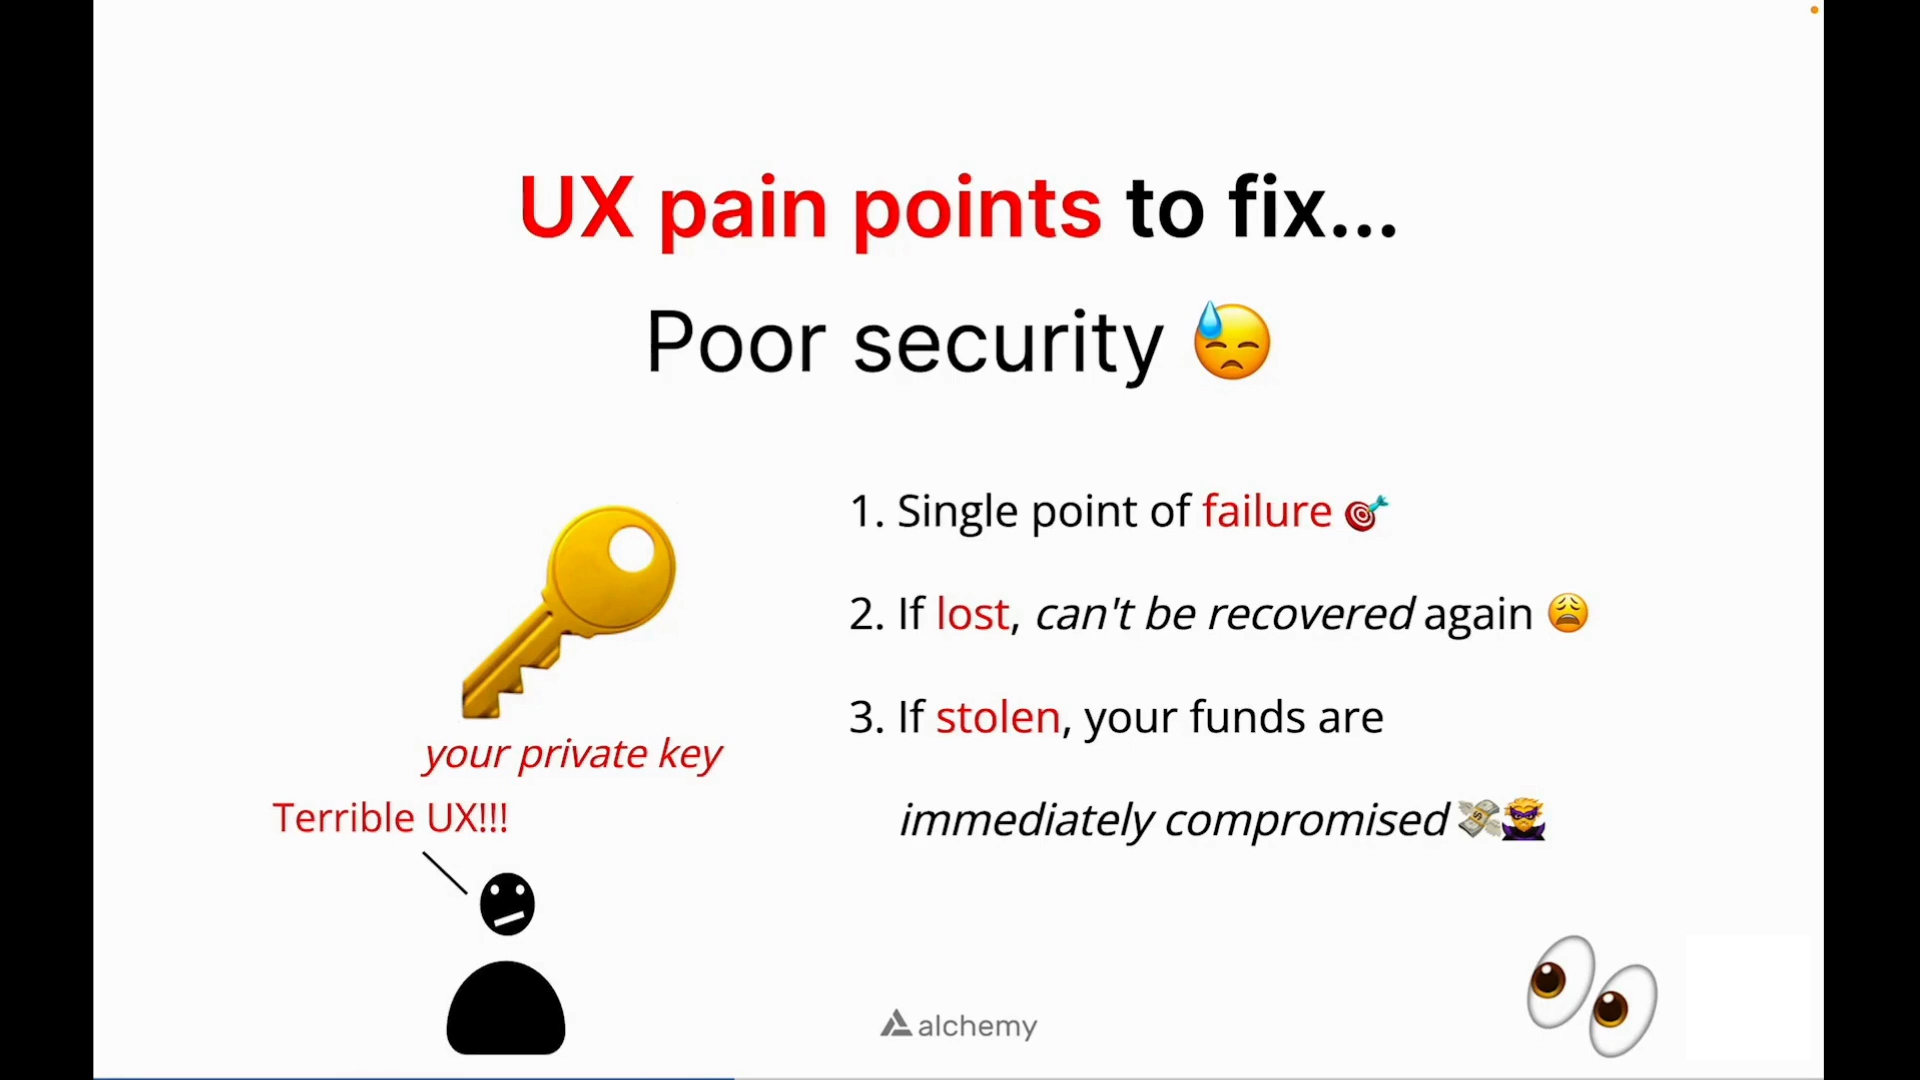 UX pain points to fix...
Poor security 😓
1. Single point of failure 🎯
2. If lost, can't be recovered again 😩
3. If stolen, your funds are
immediately compromised 💸🦹
your private key
Terrible UX!!!
alchemy